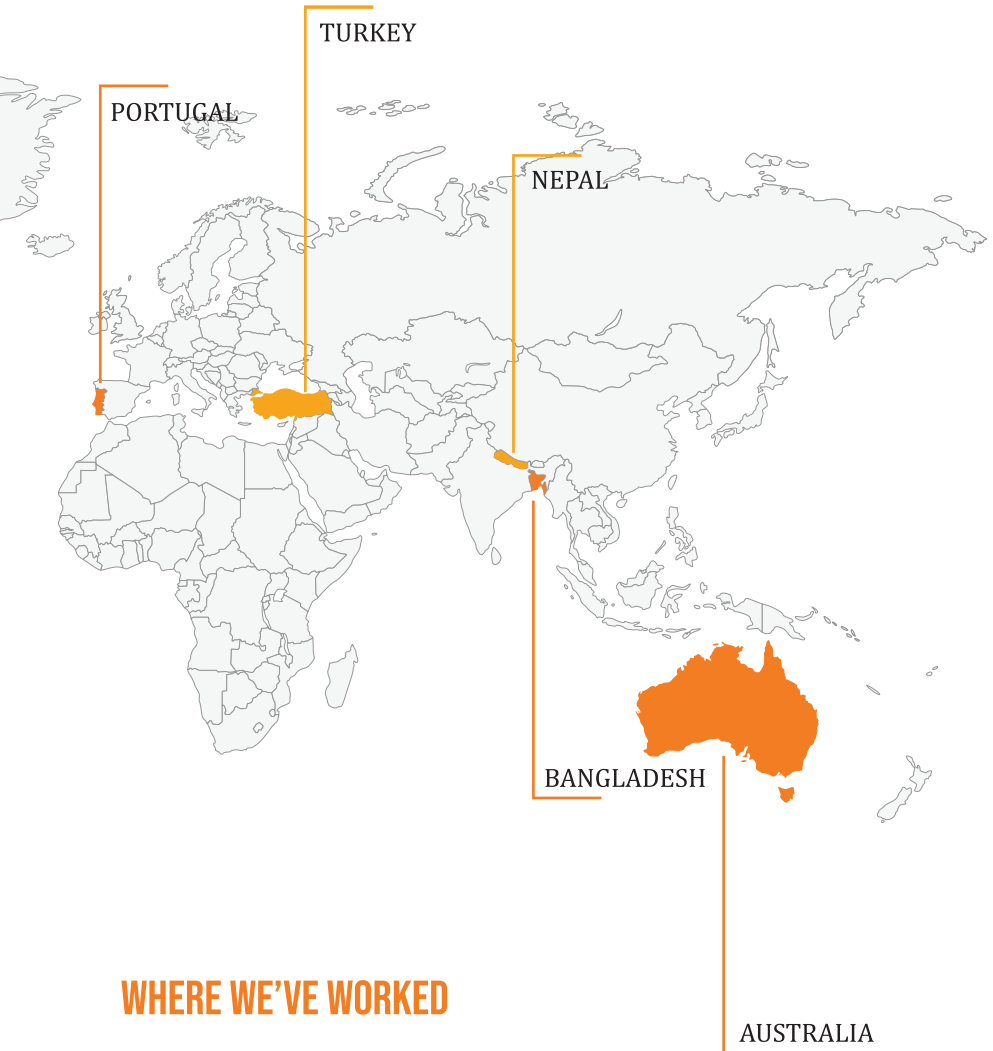 TURKEY
PORTUGAL
NEPAL
BANGLADESH
WHERE WE'VE WORKED
AUSTRALIA